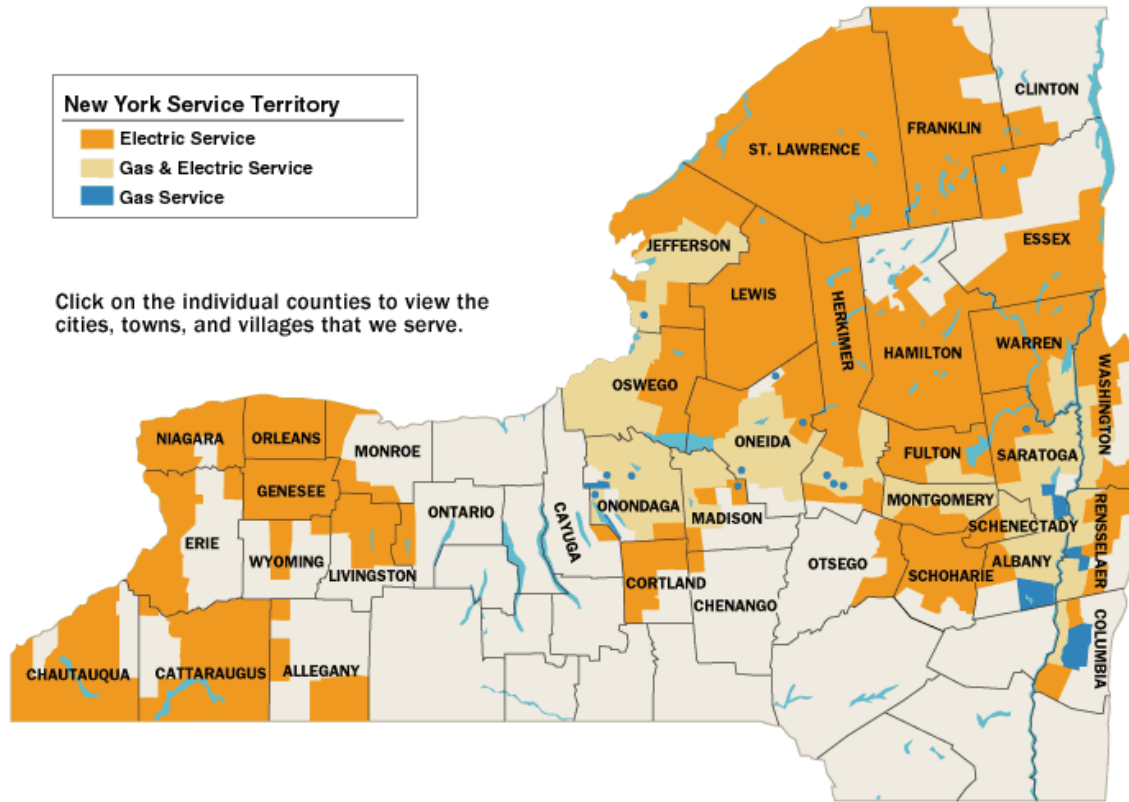 New York Service Territory
Electric Service
Gas & Electric Service
Gas Service
Click on the individual counties to view the
cities, towns, and villages that we serve.
CLINTON
FRANKLIN
ST. LAWRENCE
JEFFERSON
ESSEX
LEWIS
HERKIMER
HAMILTON
WARREN
WASHINGTON
OSWEGO
ONEIDA
FULTON
SARATOGA
NIAGARA
ORLEANS
MONROE
GENESEE
ONTARIO
CAYUGA
ONONDAGA
MADISON
MONTGOMERY
SCHENECTADY
RENSSELAER
ERIE
WYOMING
LIVINGSTON
CORTLAND
CHENANGO
OTSEGO
SCHOHARIE
ALBANY
COLUMBIA
CHAUTAUQUA
CATTARAUGUS
ALLEGANY